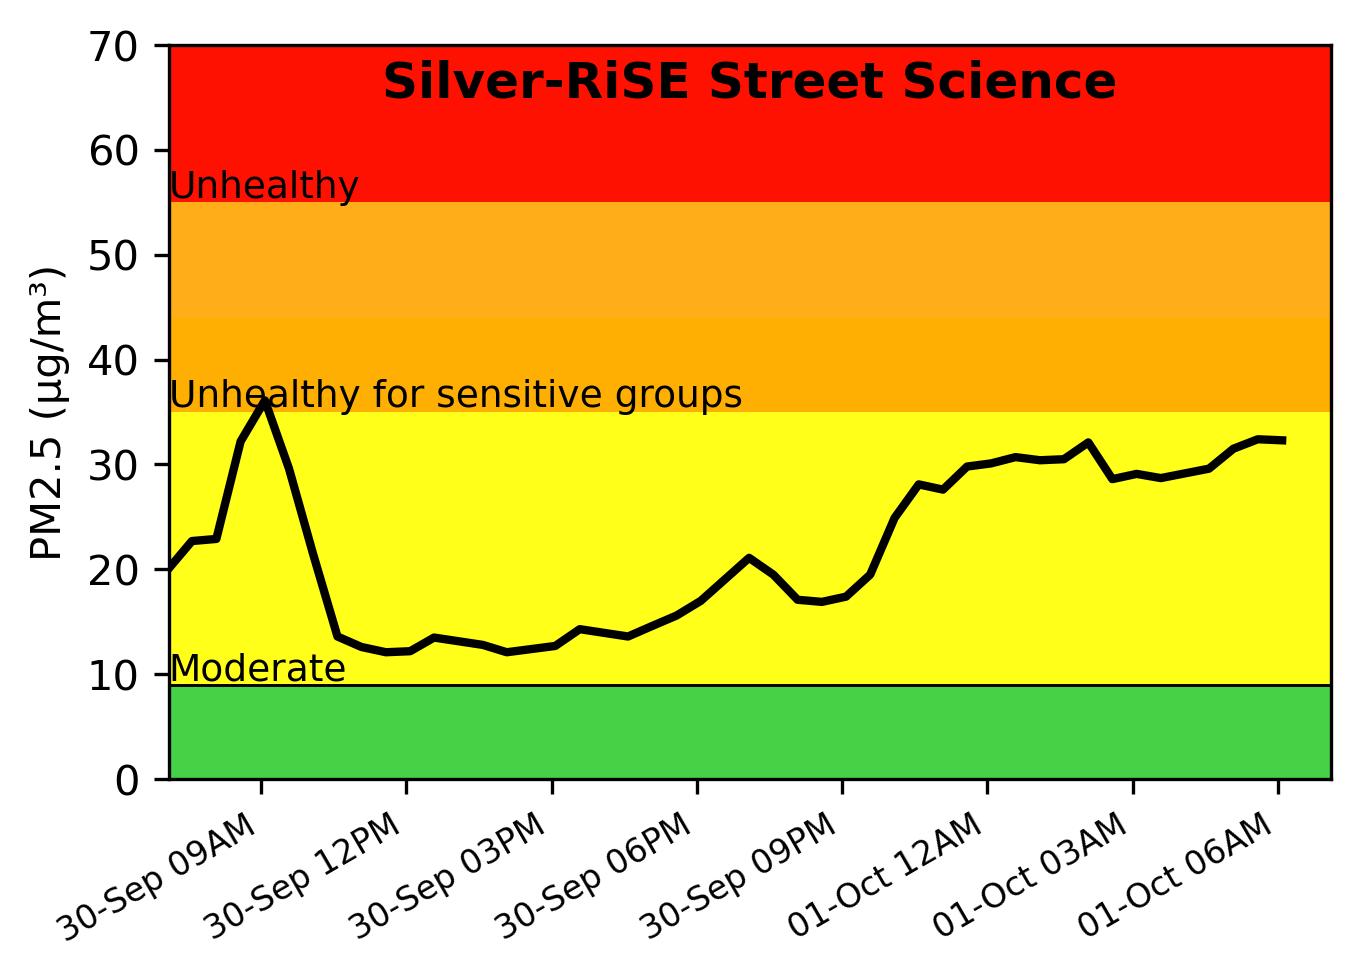 Silver-RiSE Street Science
PM2.5 (µg/m³)
70
60
50
40
30
20
10
0
Unhealthy
Unhealthy for sensitive groups
Moderate
30-Sep 09AM
30-Sep 12PM
30-Sep 03PM
30-Sep 06PM
30-Sep 09PM
01-Oct 12AM
01-Oct 03AM
01-Oct 06AM